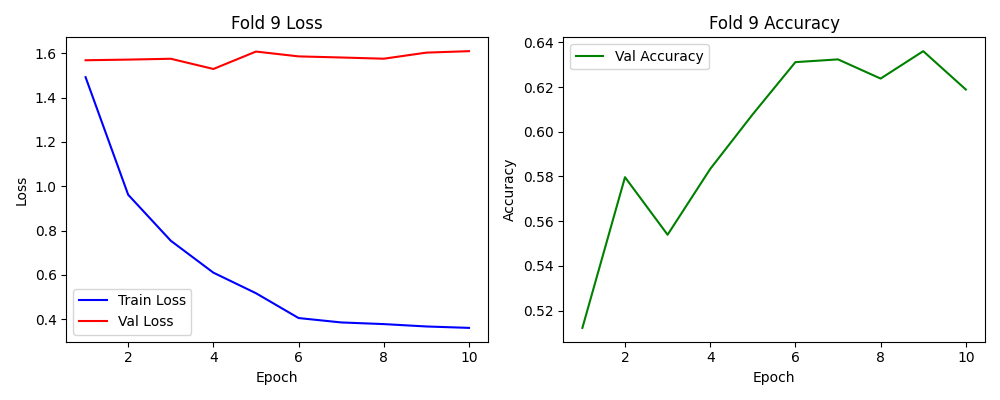 Fold 9 Loss
1.6
1.4
1.2
1.0
0.8
0.6
0.4
Loss
Train Loss
Val Loss
2 4 6 8 10
Epoch
Fold 9 Accuracy
0.64
0.62
0.60
0.58
0.56
0.54
0.52
Accuracy
Val Accuracy
2 4 6 8 10
Epoch